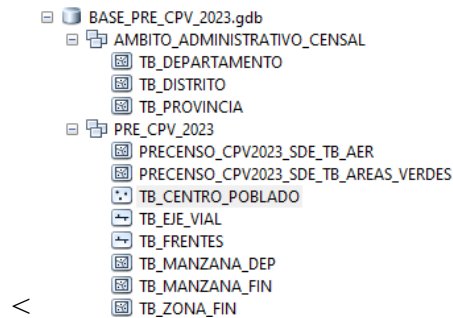 BASE_PRE_CPV_2023.gdb
AMBITO_ADMINISTRATIVO_CENSAL
TB_DEPARTAMENTO
TB_DISTRITO
TB_PROVINCIA
PRE_CPV_2023
PRECENSO_CPV2023_SDE_TB_AER
PRECENSO_CPV2023_SDE_TB_AREAS_VERDES
TB_CENTRO_POBLADO
TB_EJE_VIAL
TB_FRENTES
TB_MANZANA_DEP
TB_MANZANA_FIN
< TB_ZONA_FIN